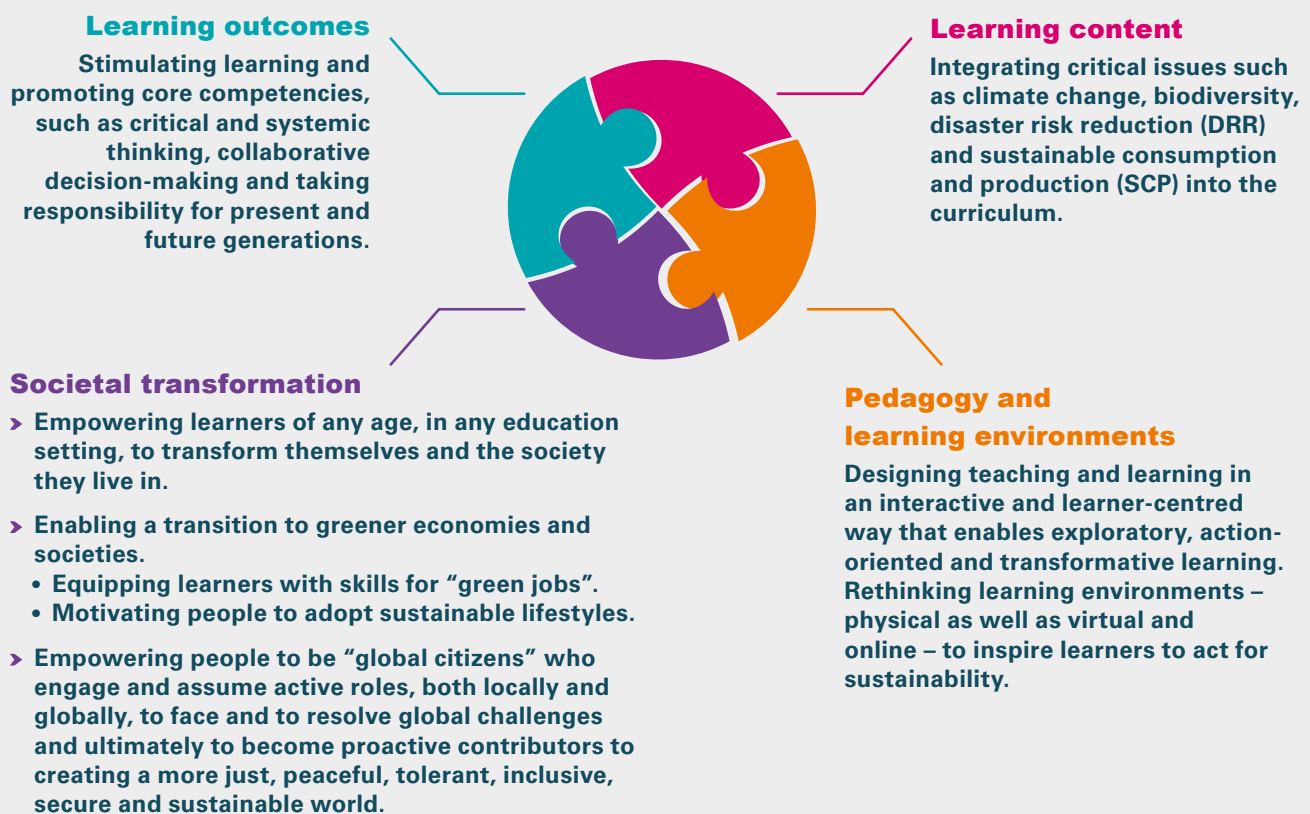 Learning outcomes
Stimulating learning and
promoting core competencies,
such as critical and systemic
thinking, collaborative
decision-making and taking
responsibility for present and
future generations.
Learning content
Integrating critical issues such
as climate change, biodiversity,
disaster risk reduction (DRR)
and sustainable consumption
and production (SCP) into the
curriculum.
Societal transformation
> Empowering learners of any age, in any education
setting, to transform themselves and the society
they live in.
> Enabling a transition to greener economies and
societies.
• Equipping learners with skills for “green jobs”.
• Motivating people to adopt sustainable lifestyles.
> Empowering people to be “global citizens” who
engage and assume active roles, both locally and
globally, to face and to resolve global challenges
and ultimately to become proactive contributors to
creating a more just, peaceful, tolerant, inclusive,
secure and sustainable world.
Pedagogy and
learning environments
Designing teaching and learning in
an interactive and learner-centred
way that enables exploratory, action-
oriented and transformative learning.
Rethinking learning environments –
physical as well as virtual and
online – to inspire learners to act for
sustainability.